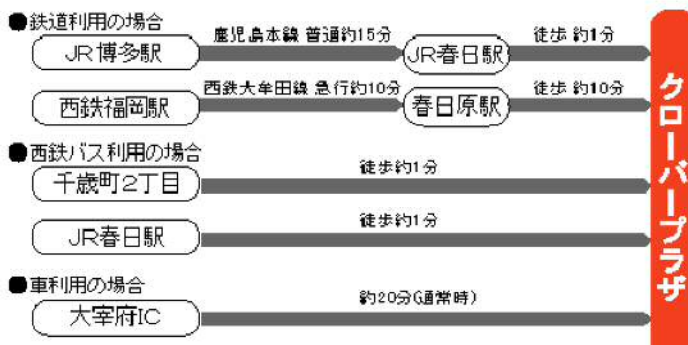 ●鉄道利用の場合
JR博多駅 鹿児島本線 普通約15分 JR春日駅 徒歩 約1分
西鉄福岡駅 西鉄大牟田線 急行約10分 春日原駅 徒歩 約10分
●西鉄バス利用の場合
千歳町2丁目 徒歩約1分
JR春日駅 徒歩約1分
●車利用の場合
大宰府IC 約20分(通常時)
クローバープラザ